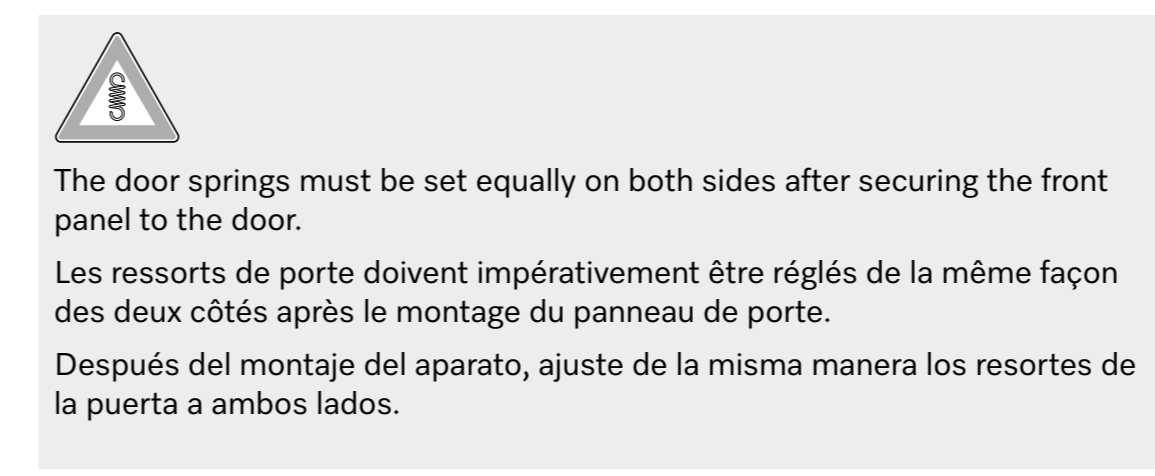 The door springs must be set equally on both sides after securing the front
panel to the door.
Les ressorts de porte doivent impérativement être réglés de la même façon
des deux côtés après le montage du panneau de porte.
Después del montaje del aparato, ajuste de la misma manera los resortes de
la puerta a ambos lados.